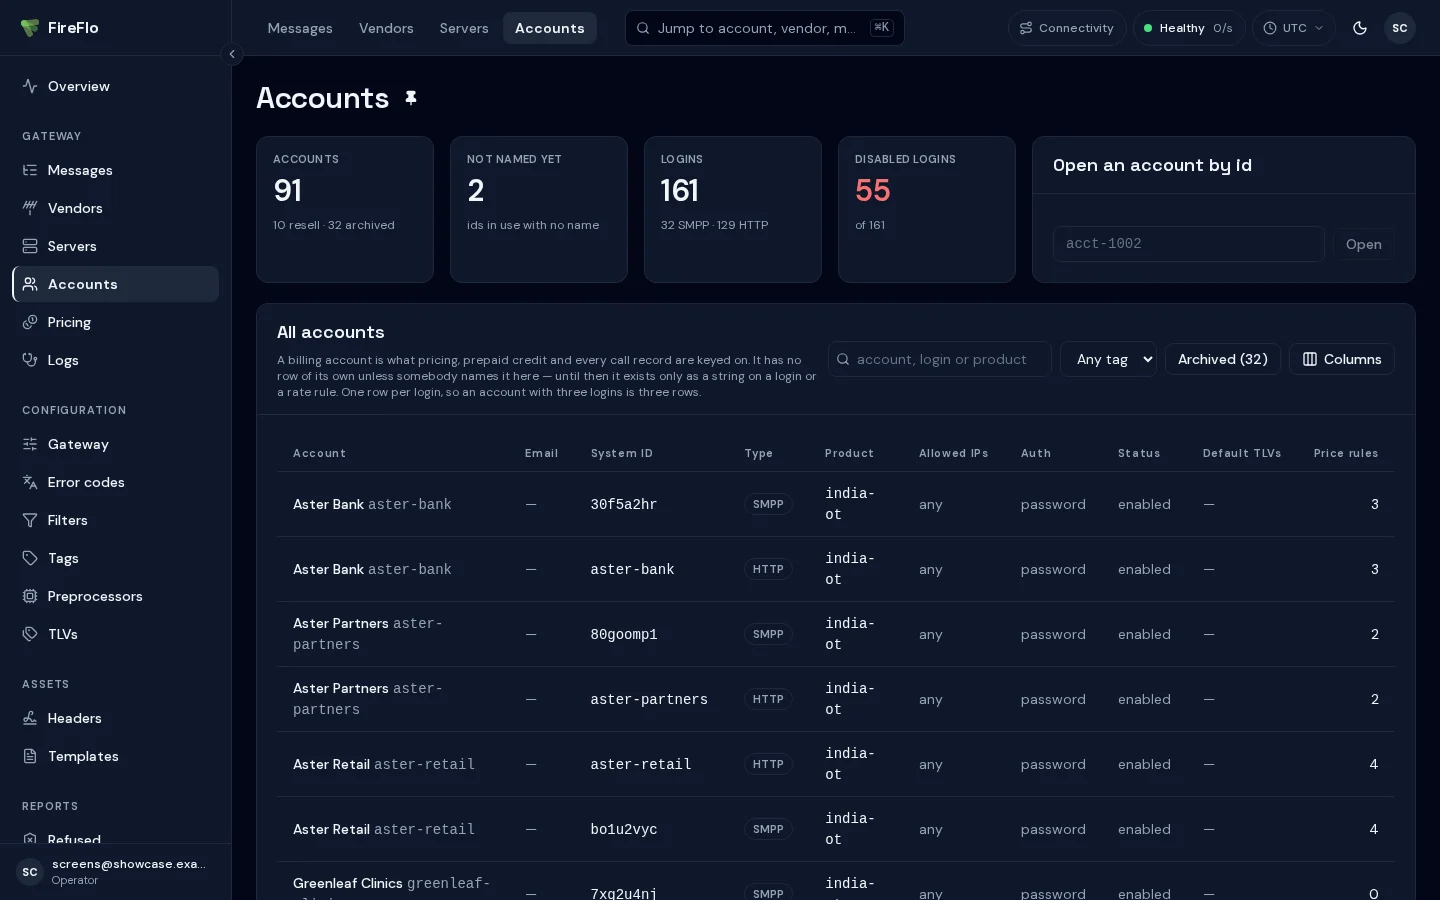 FireFlo
Messages
Vendors
Servers
Accounts
Jump to account, vendor, m...
⌘K
Connectivity
Healthy 0/s
UTC
SC
Overview
GATEWAY
Messages
Vendors
Servers
Accounts
Pricing
Logs
CONFIGURATION
Gateway
Error codes
Filters
Tags
Preprocessors
TLVs
ASSETS
Headers
Templates
REPORTS
Refused
SC
screens@showcase.exa...
Operator
Accounts
ACCOUNTS
91
10 resell · 32 archived
NOT NAMED YET
2
ids in use with no name
LOGINS
161
32 SMPP · 129 HTTP
DISABLED LOGINS
55
of 161
Open an account by id
acct-1002
Open
All accounts
A billing account is what pricing, prepaid credit and every call record are keyed on. It has no
row of its own unless somebody names it here — until then it exists only as a string on a login or
a rate rule. One row per login, so an account with three logins is three rows.
account, login or product
Any tag
Archived (32)
Columns
Account Email System ID Type Product Allowed IPs Auth Status Default TLVs Price rules
Aster Bank aster-bank — 30f5a2hr SMPP india-ot any password enabled — 3
Aster Bank aster-bank — aster-bank HTTP india-ot any password enabled — 3
Aster Partners aster-partners — 80goomp1 SMPP india-ot any password enabled — 2
Aster Partners aster-partners — aster-partners HTTP india-ot any password enabled — 2
Aster Retail aster-retail — aster-retail HTTP india-ot any password enabled — 4
Aster Retail aster-retail — bo1u2vyc SMPP india-ot any password enabled — 4
Greenleaf Clinics greenleaf- — 7xg2u4nj SMPP india- any password enabled — 0